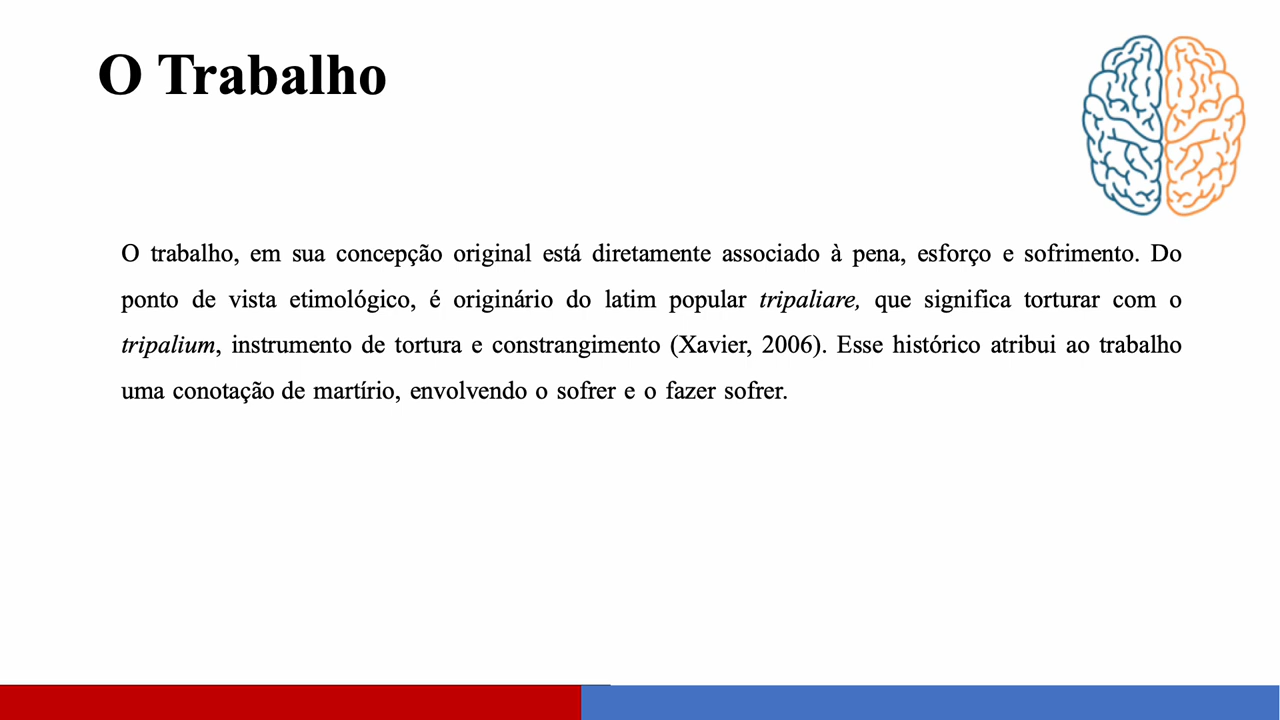 O Trabalho
O trabalho, em sua concepção original está diretamente associado à pena, esforço e sofrimento. Do
ponto de vista etimológico, é originário do latim popular tripaliare, que significa torturar com o
tripalium, instrumento de tortura e constrangimento (Xavier, 2006). Esse histórico atribui ao trabalho
uma conotação de martírio, envolvendo o sofrer e o fazer sofrer.